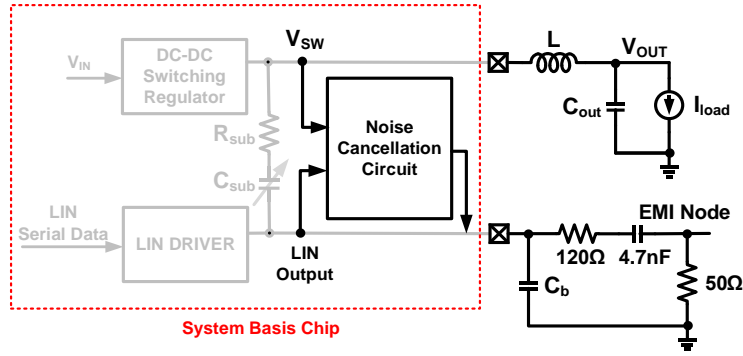 V_IN
DC-DC
Switching
Regulator
V_SW
L
V_OUT
C_out
I_load
R_sub
C_sub
Noise
Cancellation
Circuit
LIN
Serial Data
LIN DRIVER
LIN
Output
EMI Node
120Ω
4.7nF
C_b
50Ω
System Basis Chip